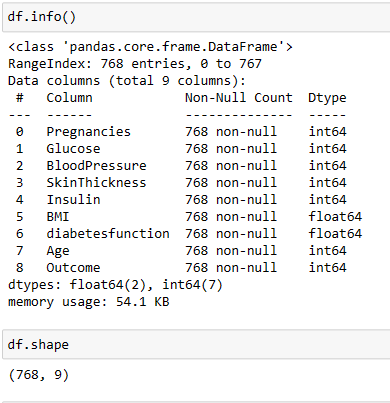 df.info()
<class 'pandas.core.frame.DataFrame'>
RangeIndex: 768 entries, 0 to 767
Data columns (total 9 columns):
 #   Column            Non-Null Count  Dtype
---  ------            --------------  -----
 0   Pregnancies       768 non-null    int64
 1   Glucose           768 non-null    int64
 2   BloodPressure     768 non-null    int64
 3   SkinThickness     768 non-null    int64
 4   Insulin           768 non-null    int64
 5   BMI               768 non-null    float64
 6   diabetesfunction  768 non-null    float64
 7   Age               768 non-null    int64
 8   Outcome           768 non-null    int64
dtypes: float64(2), int64(7)
memory usage: 54.1 KB
df.shape
(768, 9)